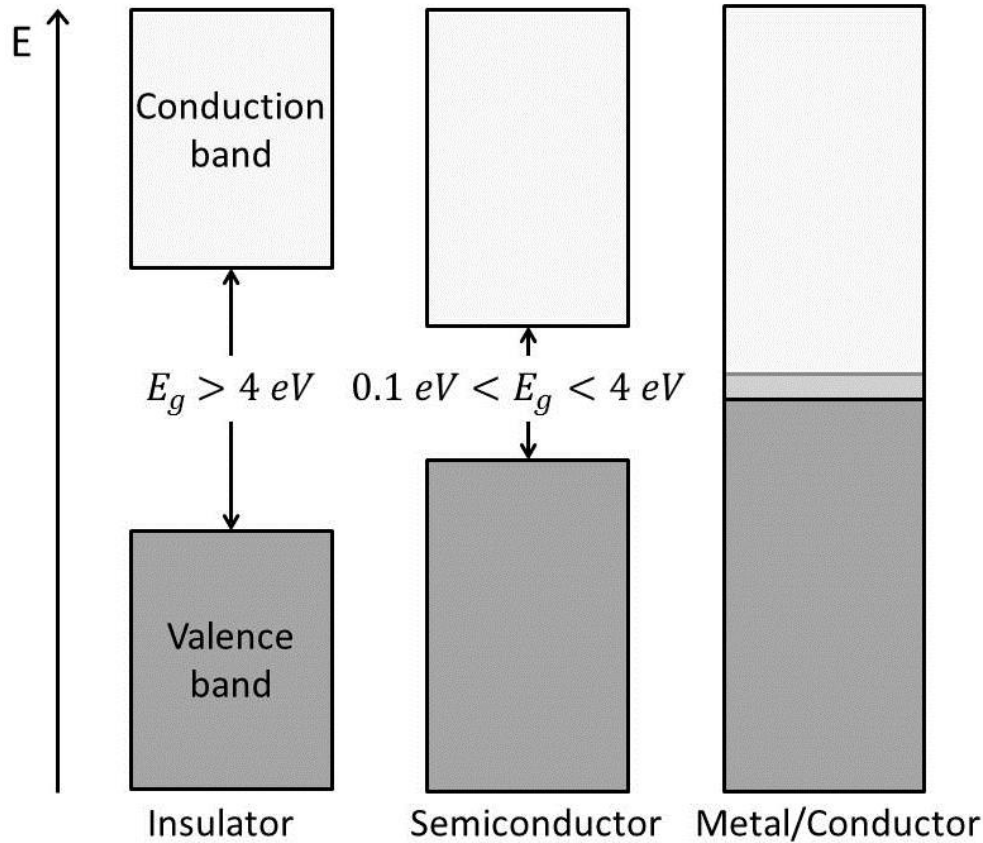 E
Conduction
band
E_g > 4 eV
0.1 eV < E_g < 4 eV
Valence
band
Insulator
Semiconductor
Metal/Conductor